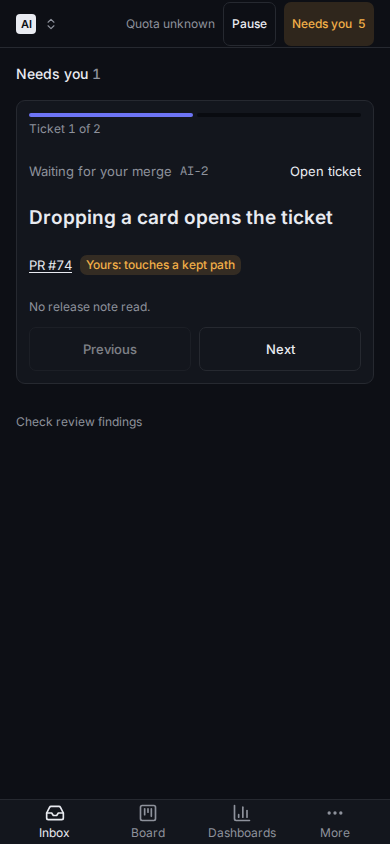 AI
Quota unknown
Pause
Needs you 5
Needs you 1
Ticket 1 of 2
Waiting for your merge AI-2
Open ticket
Dropping a card opens the ticket
PR #74
Yours: touches a kept path
No release note read.
Previous
Next
Check review findings
Inbox
Board
Dashboards
More